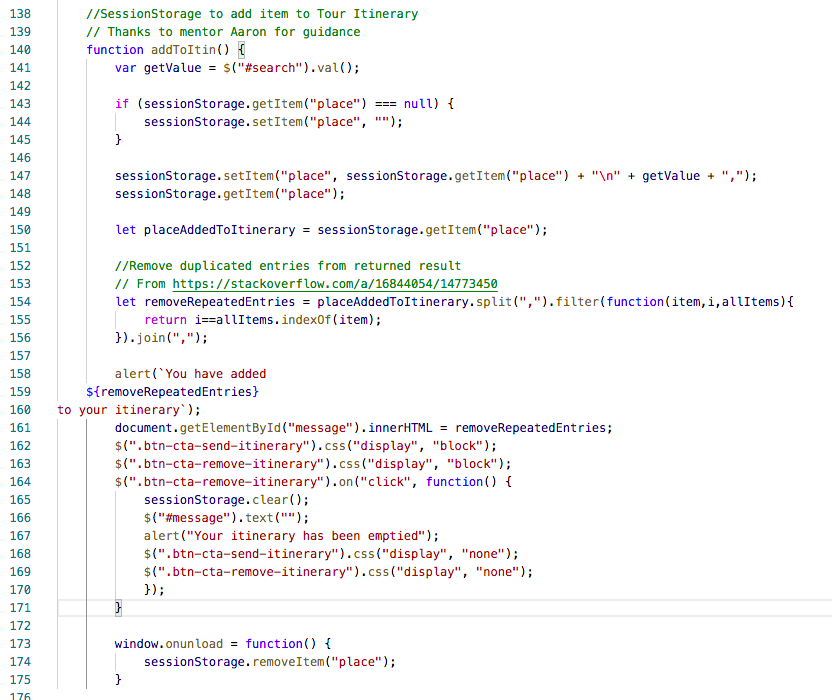 138 //SessionStorage to add item to Tour Itinerary
139 // Thanks to mentor Aaron for guidance
140 function addToItin() {
141 var getValue = $("#search").val();
142
143 if (sessionStorage.getItem("place") === null) {
144 sessionStorage.setItem("place", "");
145 }
146
147 sessionStorage.setItem("place", sessionStorage.getItem("place") + "\n" + getValue + ",");
148 sessionStorage.getItem("place");
149
150 let placeAddedToItinerary = sessionStorage.getItem("place");
151
152 //Remove duplicated entries from returned result
153 // From https://stackoverflow.com/a/16844054/14773450
154 let removeRepeatedEntries = placeAddedToItinerary.split(",").filter(function(item,i,allItems){
155 return i==allItems.indexOf(item);
156 }).join(",");
157
158 alert(`You have added
159 ${removeRepeatedEntries}
160 to your itinerary`);
161 document.getElementById("message").innerHTML = removeRepeatedEntries;
162 $(".btn-cta-send-itinerary").css("display", "block");
163 $(".btn-cta-remove-itinerary").css("display", "block");
164 $(".btn-cta-remove-itinerary").on("click", function() {
165 sessionStorage.clear();
166 $("#message").text("");
167 alert("Your itinerary has been emptied");
168 $(".btn-cta-send-itinerary").css("display", "none");
169 $(".btn-cta-remove-itinerary").css("display", "none");
170 });
171 }
172
173 window.onunload = function() {
174 sessionStorage.removeItem("place");
175 }
176